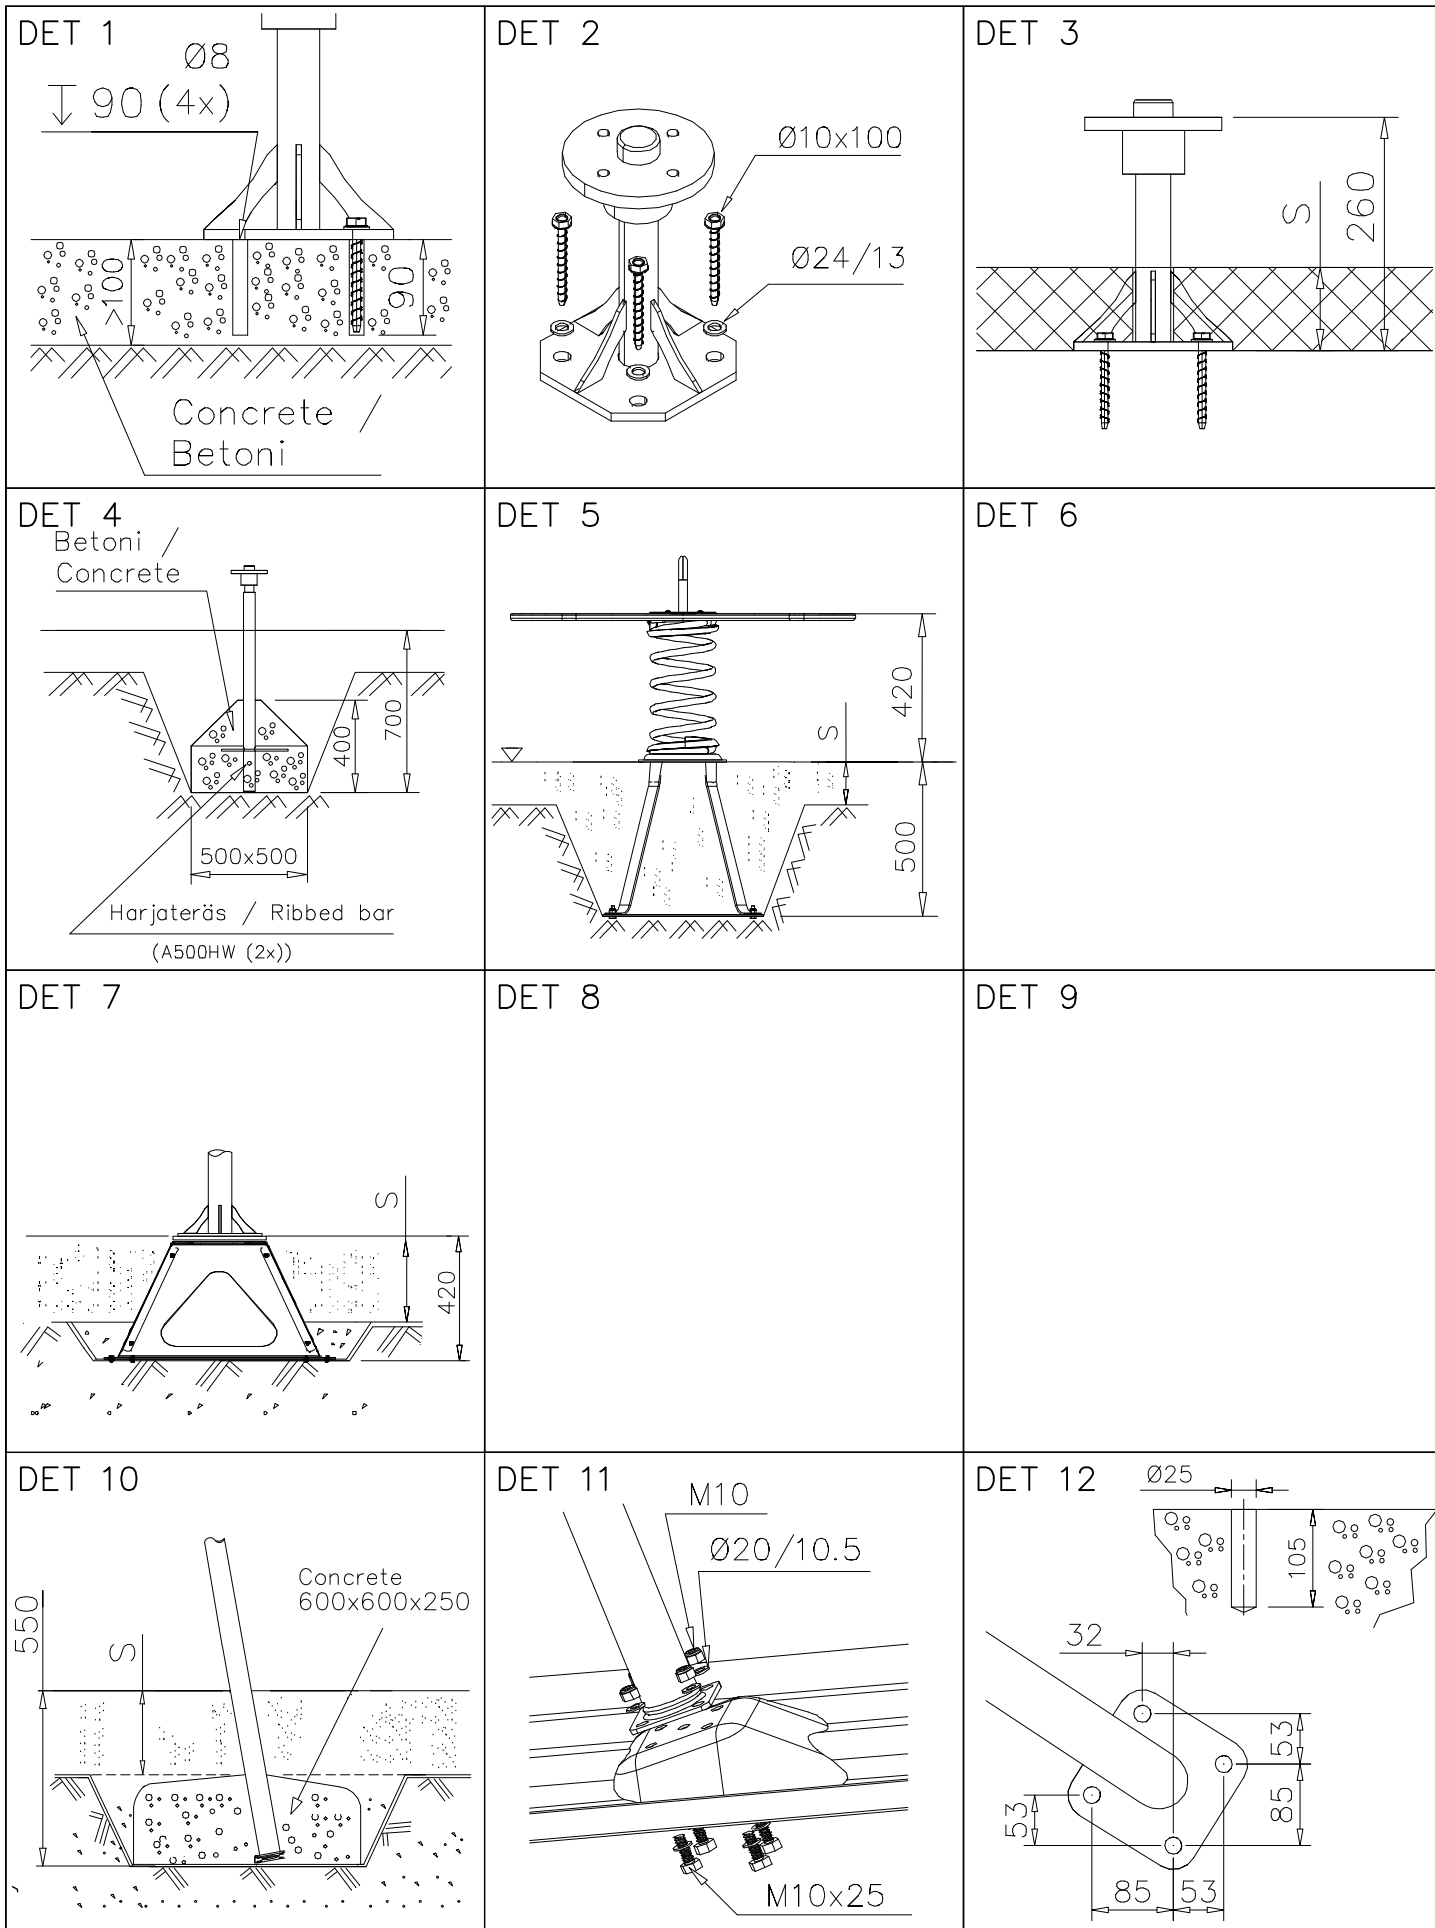 DET 1
Ø8
90 (4x)
>100
90
Concrete /
Betoni
DET 2
Ø10x100
Ø24/13
DET 3
S
260
DET 4
Betoni /
Concrete
400
700
500x500
Harjateräs / Ribbed bar
(A500HW (2x))
DET 5
420
S
500
DET 6
DET 7
S
420
DET 8
DET 9
DET 10
Concrete
600x600x250
550
S
DET 11
M10
Ø20/10.5
M10x25
DET 12
Ø25
105
32
53
85
53
85
53